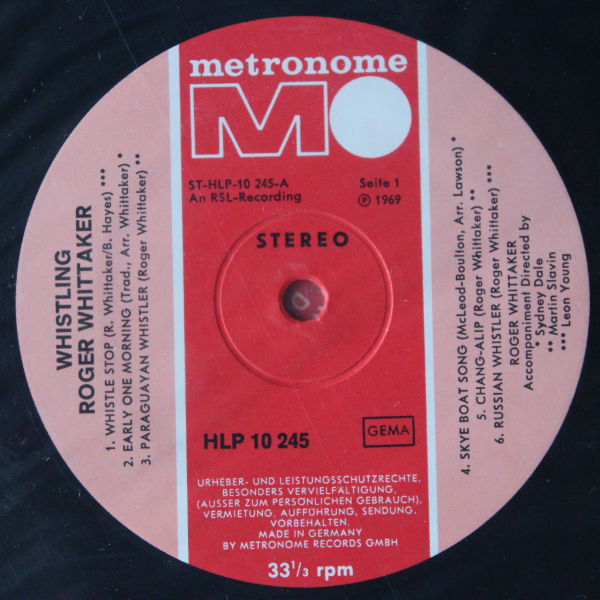 metronome
MO
ST-HLP-10 245-A
An RSL-Recording
Seite 1
Ⓟ 1969
STEREO
WHISTLING
ROGER WHITTAKER
1. WHISTLE STOP (R. Whittaker/B. Hayes) ***
2. EARLY ONE MORNING (Trad., Arr. Whittaker) *
3. PARAGUAYAN WHISTLER (Roger Whittaker) **
4. SKYE BOAT SONG (McLeod-Boulton, Arr. Lawson) *
5. CHANG-ALIP (Roger Whittaker) **
6. RUSSIAN WHISTLER (Roger Whittaker) ***
ROGER WHITTAKER
Accompaniment Directed by
* Sydney Dale
** Martin Slavin
*** Leon Young
HLP 10 245
GEMA
URHEBER- UND LEISTUNGSSCHUTZRECHTE,
BESONDERS VERVIELFÄLTIGUNG,
(AUSSER ZUM PERSÖNLICHEN GEBRAUCH),
VERMIETUNG, AUFFÜHRUNG, SENDUNG,
VORBEHALTEN.
MADE IN GERMANY
BY METRONOME RECORDS GMBH
33¹/₃ rpm